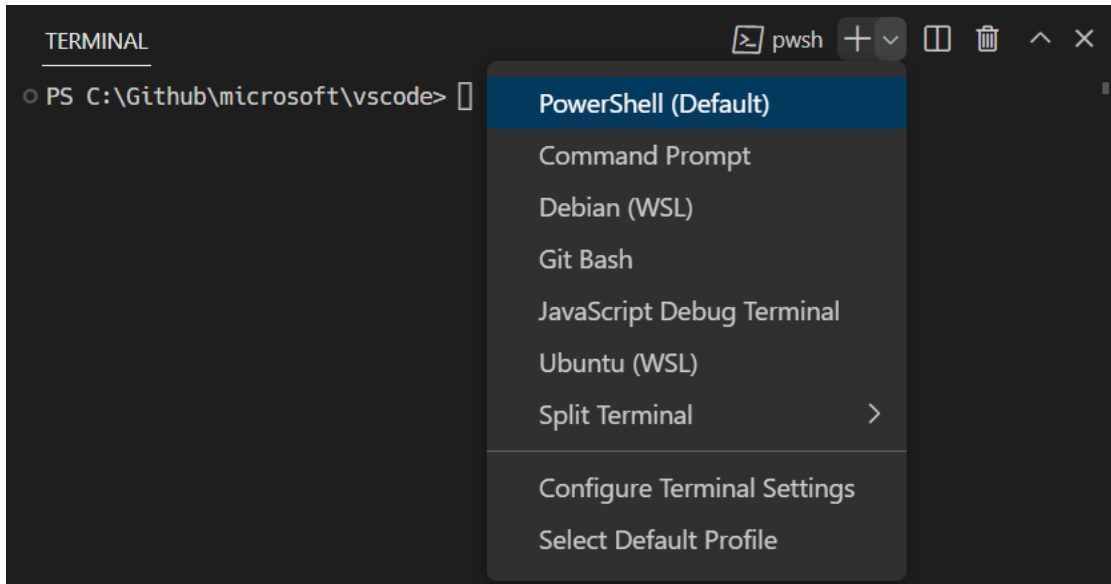 TERMINAL
pwsh
PS C:\Github\microsoft\vscode>
PowerShell (Default)
Command Prompt
Debian (WSL)
Git Bash
JavaScript Debug Terminal
Ubuntu (WSL)
Split Terminal
Configure Terminal Settings
Select Default Profile